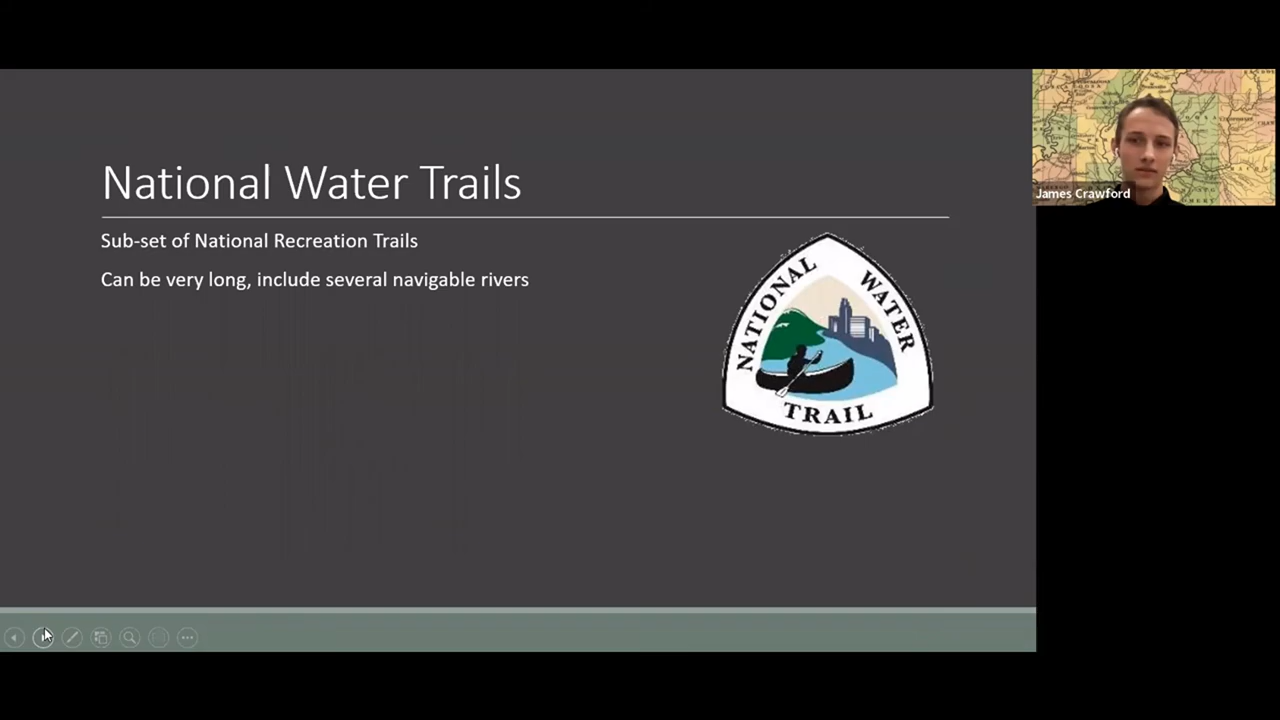 National Water Trails
Sub-set of National Recreation Trails
Can be very long, include several navigable rivers
NATIONAL WATER
TRAIL
James Crawford